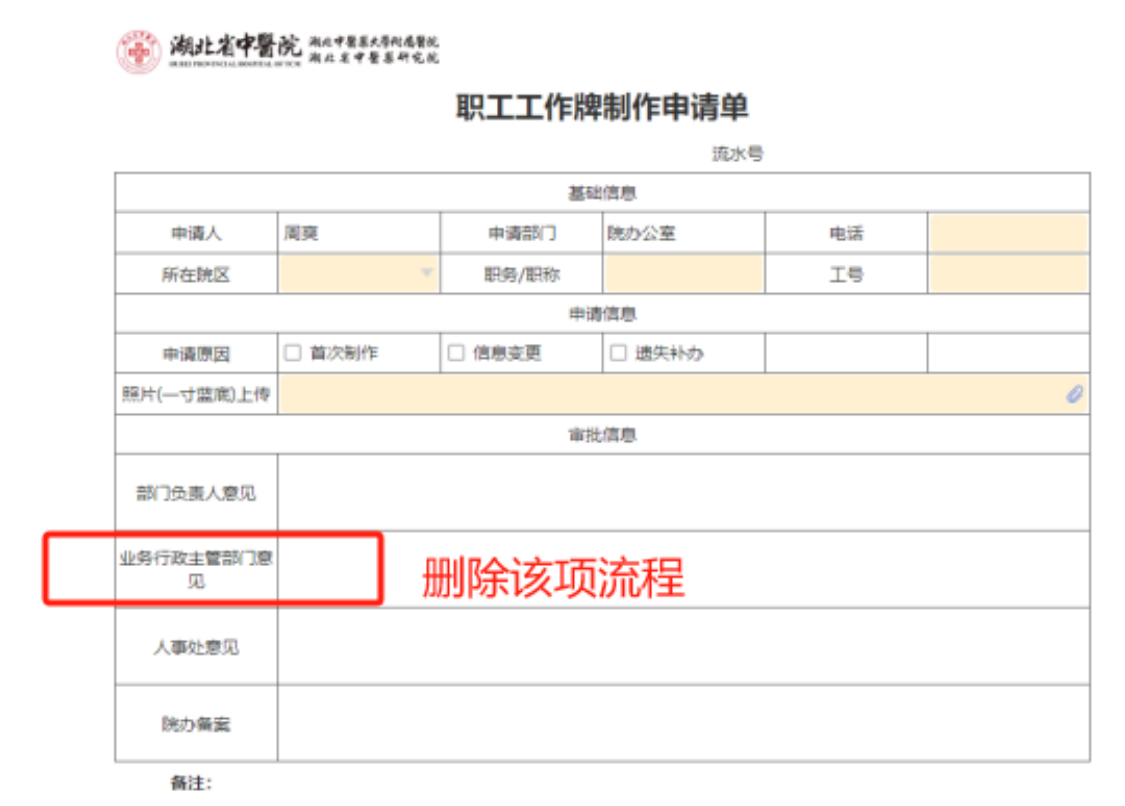 湖北省中醫院 湖北中醫藥大學附屬醫院
湖北省中醫藥研究院
HUBEI PROVINCIAL HOSPITAL OF TCM
职工工作牌制作申请单
流水号
基础信息
申请人 周爽 申请部门 院办公室 电话
所在院区 职务/职称 工号
申请信息
申请原因 首次制作 信息变更 遗失补办
照片(一寸蓝底)上传
审批信息
部门负责人意见
业务行政主管部门意
见
删除该项流程
人事处意见
院办备案
备注: